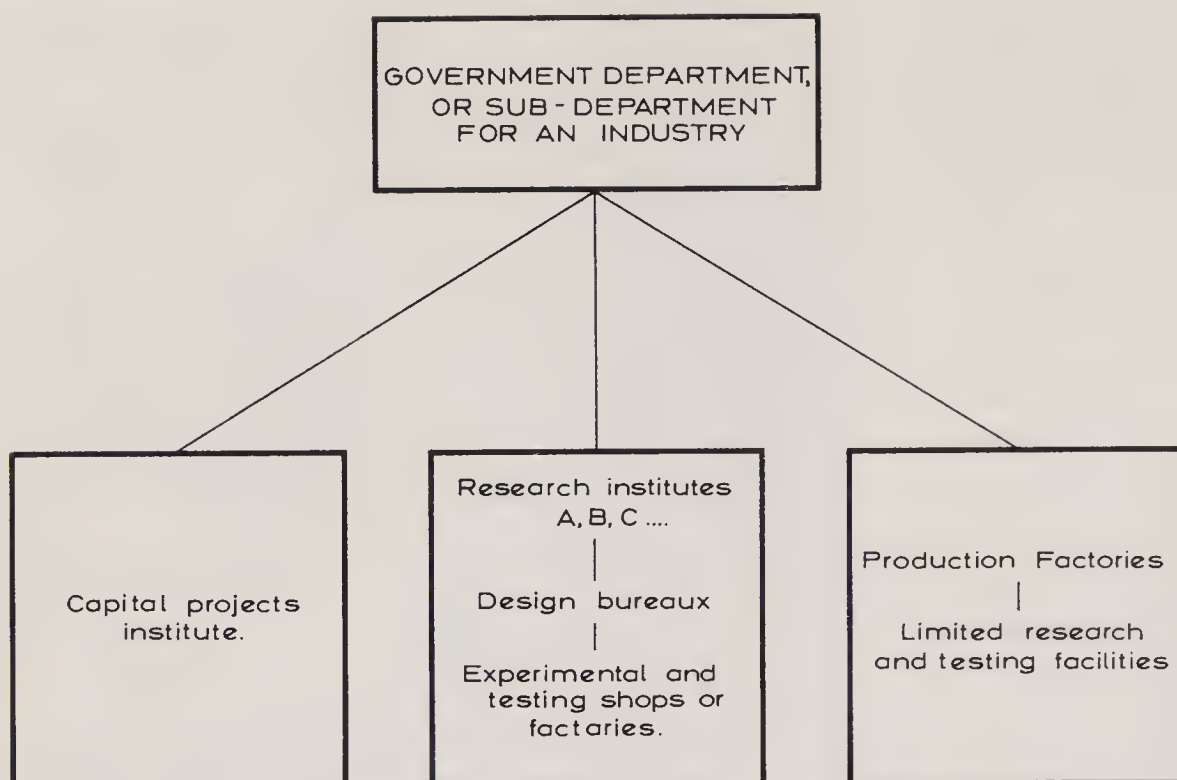 GOVERNMENT DEPARTMENT,
OR SUB-DEPARTMENT
FOR AN INDUSTRY
Capital projects
institute.
Research institutes
A, B, C ....
Design bureaux
Experimental and
testing shops or
factaries.
Production Factories
Limited research
and testing facilities